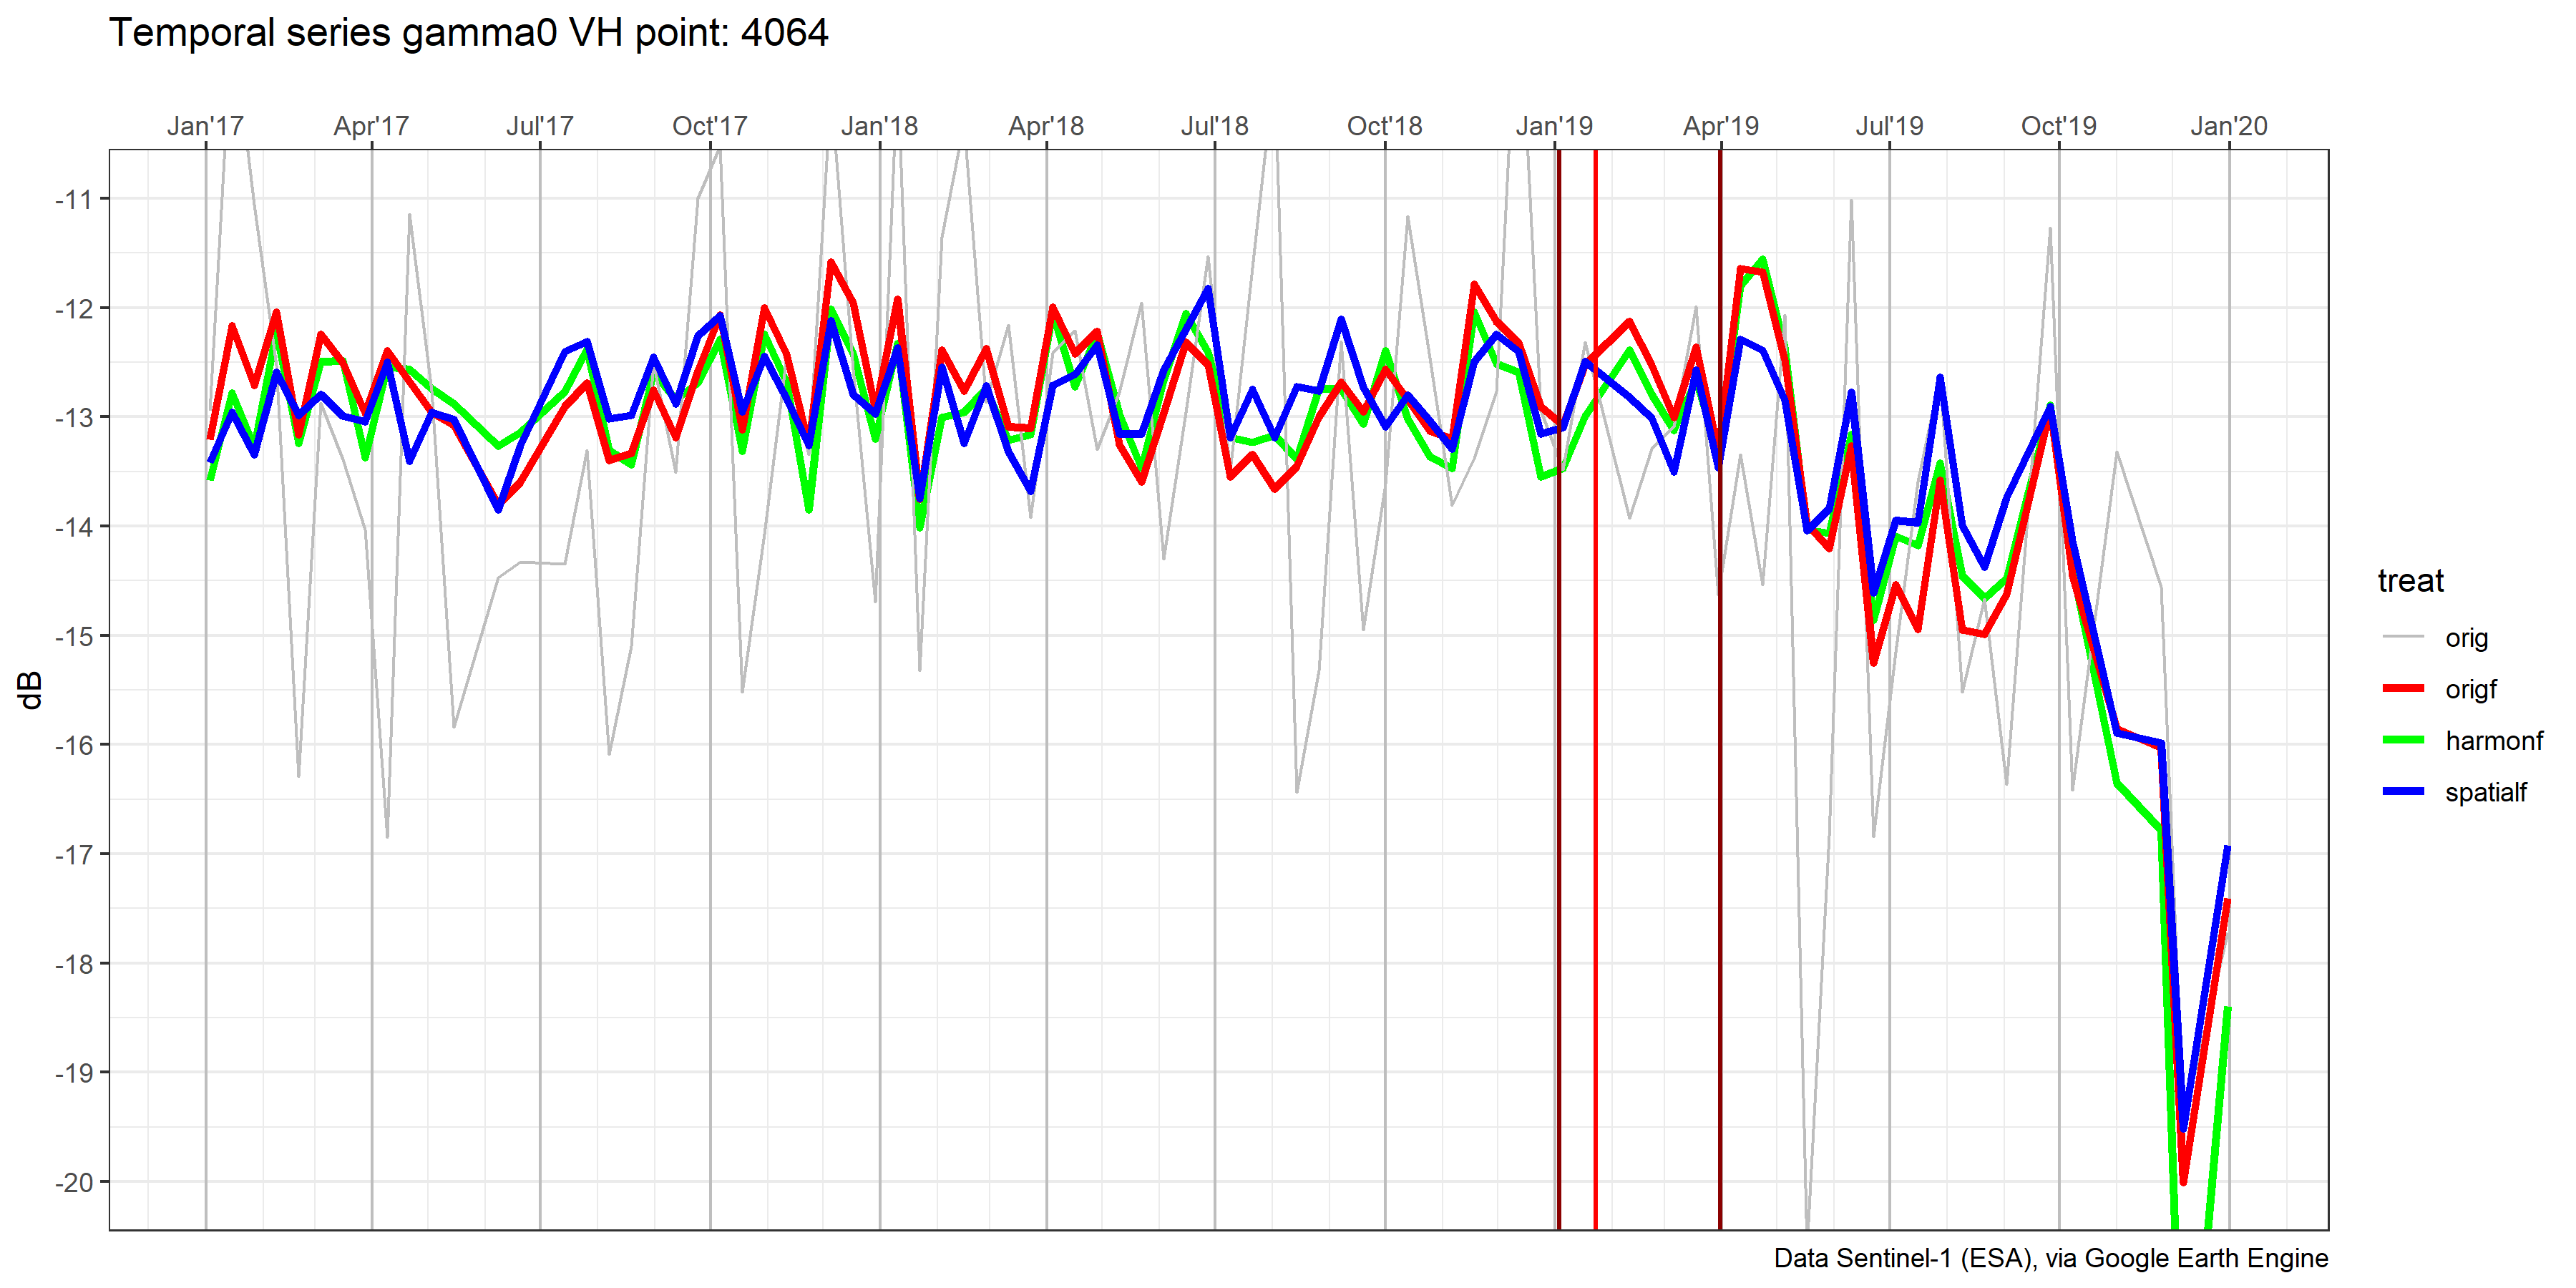 Temporal series gamma0 VH point: 4064
Jan'17 Apr'17 Jul'17 Oct'17 Jan'18 Apr'18 Jul'18 Oct'18 Jan'19 Apr'19 Jul'19 Oct'19 Jan'20
-11
-12
-13
-14
-15
-16
-17
-18
-19
-20
dB
treat
orig
origf
harmonf
spatialf
Data Sentinel-1 (ESA), via Google Earth Engine